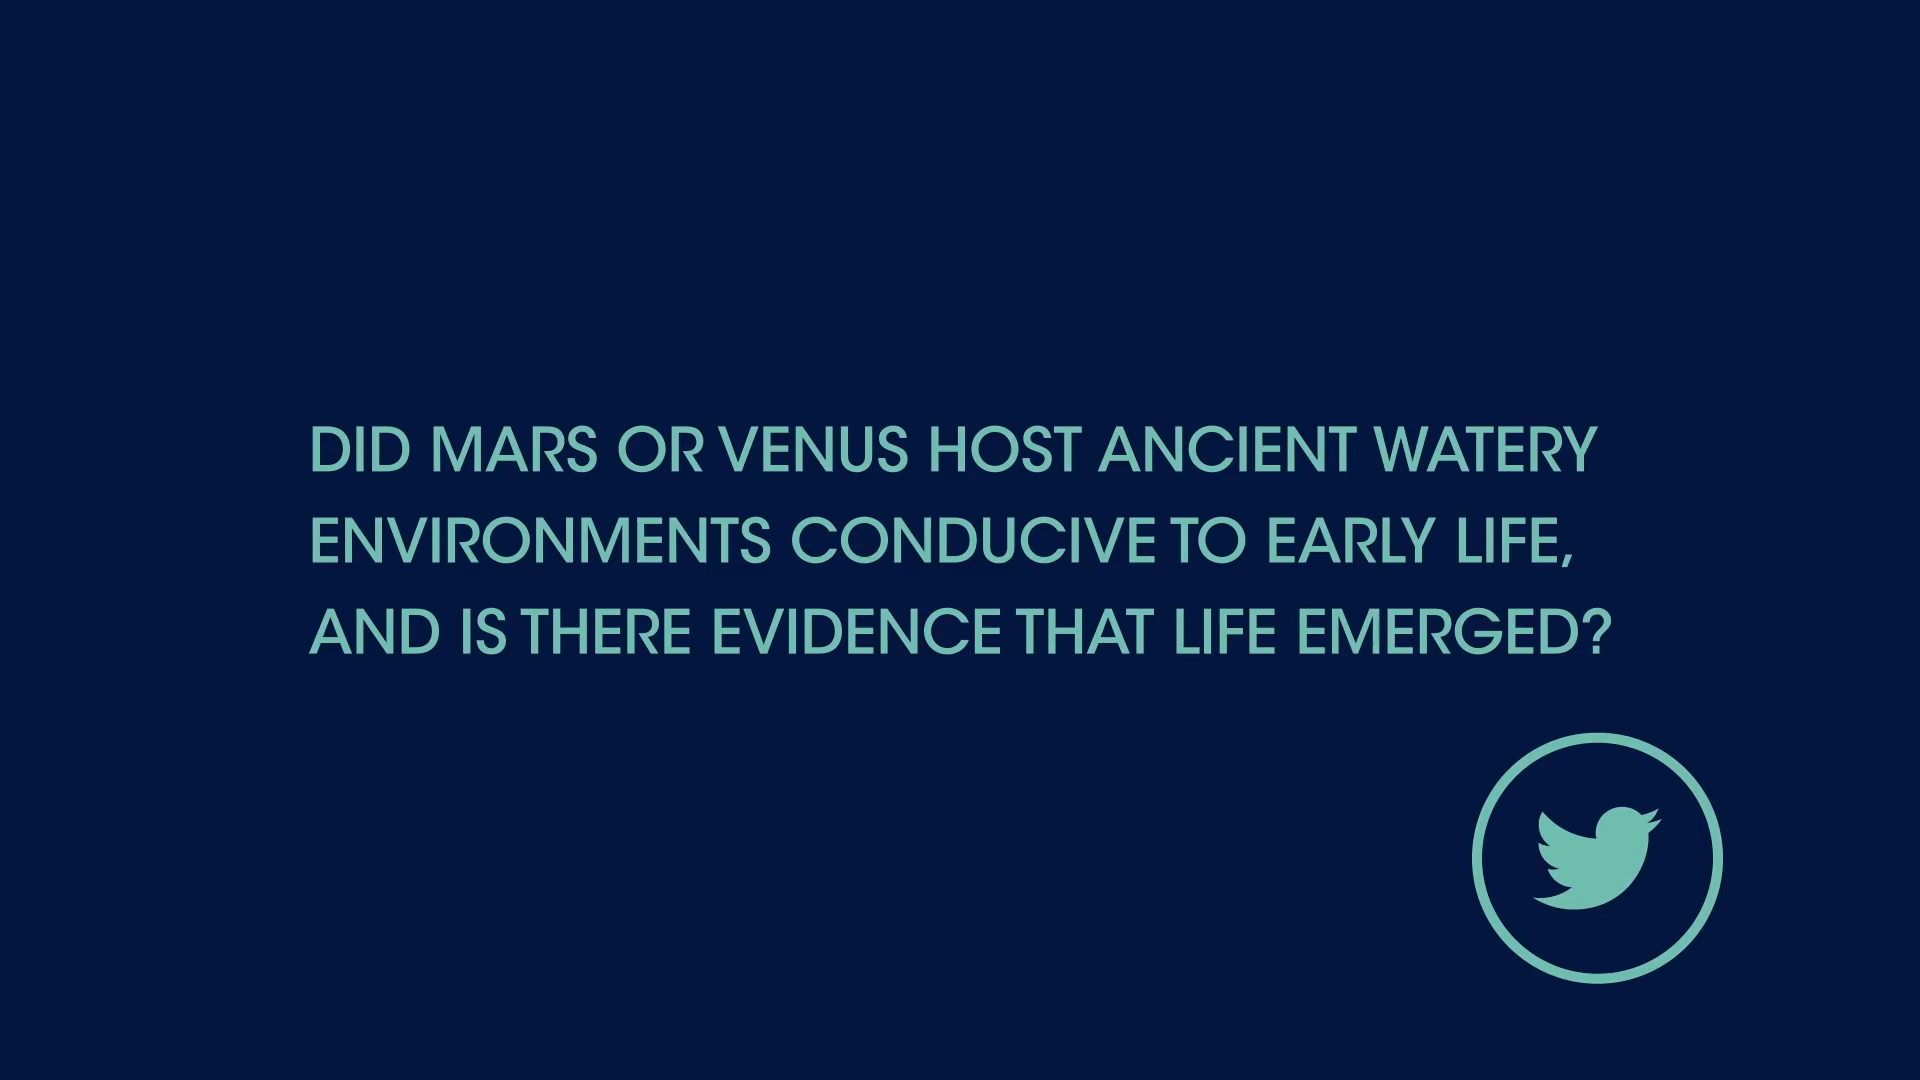 DID MARS OR VENUS HOST ANCIENT WATERY
ENVIRONMENTS CONDUCIVE TO EARLY LIFE,
AND IS THERE EVIDENCE THAT LIFE EMERGED?